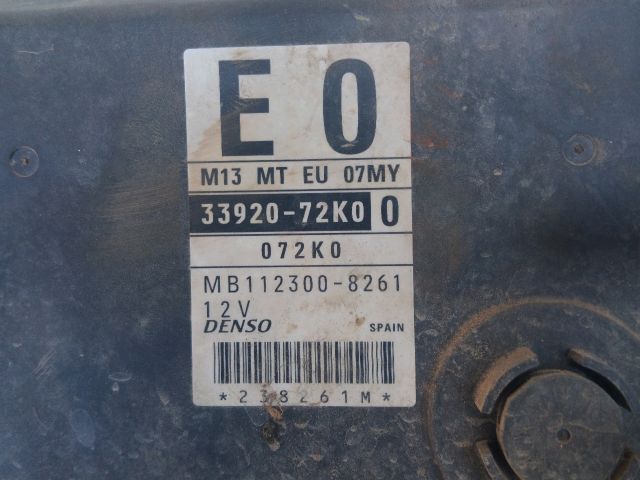 E 0
M13 MT EU 07MY
33920-72K0 0
072K0
MB112300-8261
12V
DENSO SPAIN
*238261M*